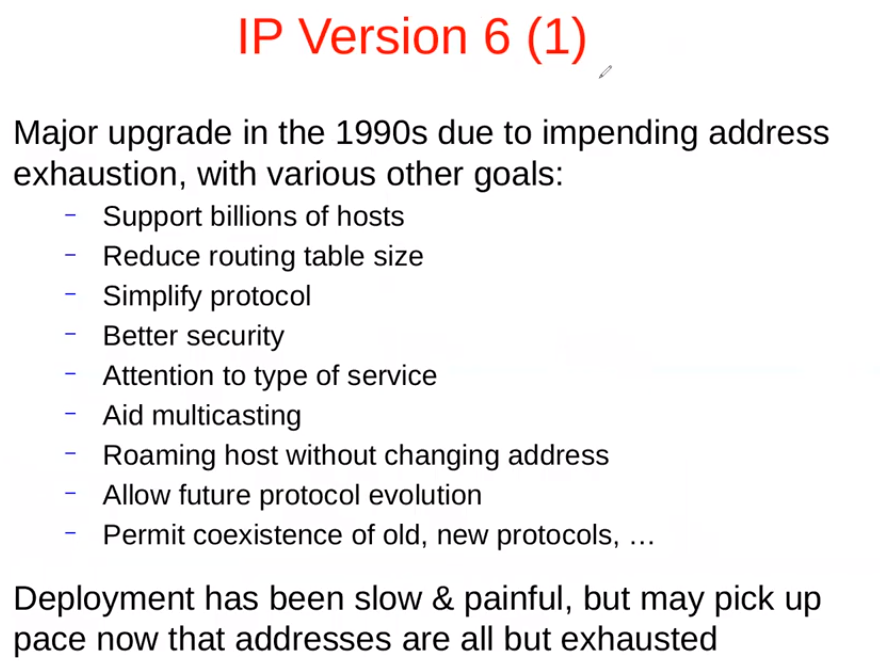 IP Version 6 (1)
Major upgrade in the 1990s due to impending address
exhaustion, with various other goals:
– Support billions of hosts
– Reduce routing table size
– Simplify protocol
– Better security
– Attention to type of service
– Aid multicasting
– Roaming host without changing address
– Allow future protocol evolution
– Permit coexistence of old, new protocols, …
Deployment has been slow & painful, but may pick up
pace now that addresses are all but exhausted